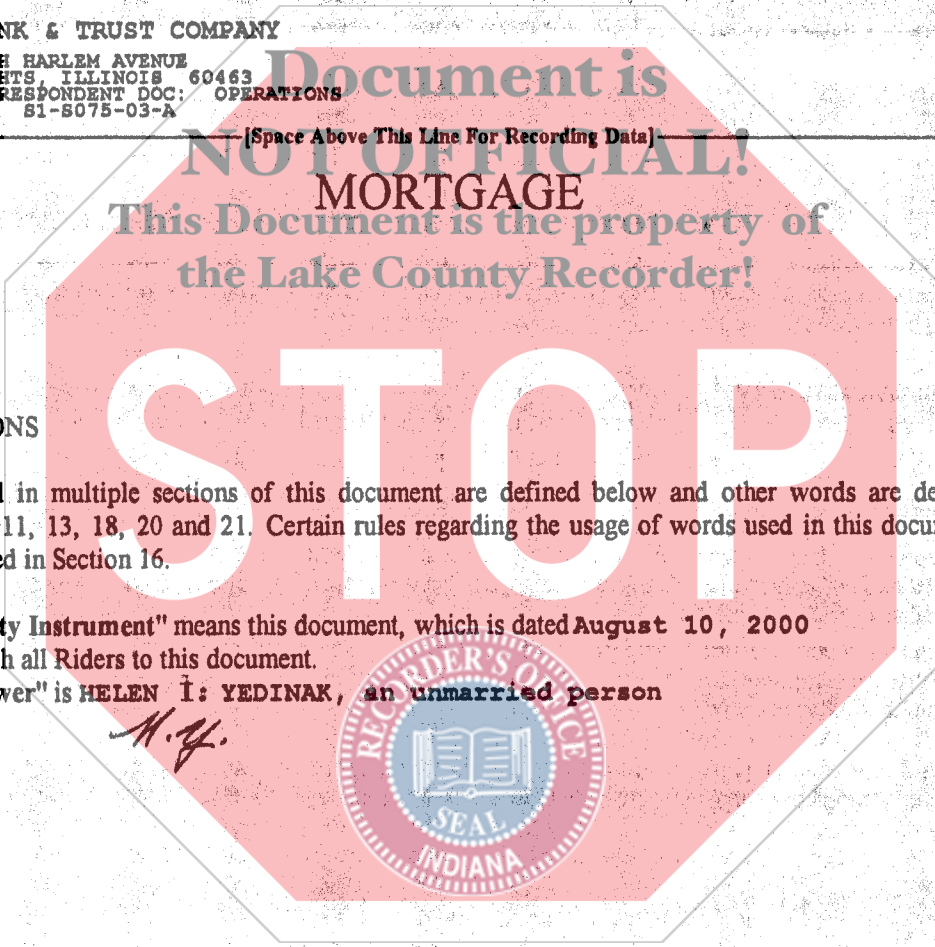 NK & TRUST COMPANY
H HARLEM AVENUE
HTS, ILLINOIS 60463
RESPONDENT DOC: OPERATIONS
S1-S075-03-A
Document is
[Space Above This Line For Recording Data]
NOT OFFICIAL!
MORTGAGE
This Document is the property of
the Lake County Recorder!
STOP
ONS
d in multiple sections of this document are defined below and other words are de
11, 13, 18, 20 and 21. Certain rules regarding the usage of words used in this docu
ed in Section 16.
ty Instrument" means this document, which is dated August 10, 2000
h all Riders to this document.
wer" is HELEN I: YEDINAK, an unmarried person
H.Y.
RECORDER'S OFFICE
SEAL
INDIANA